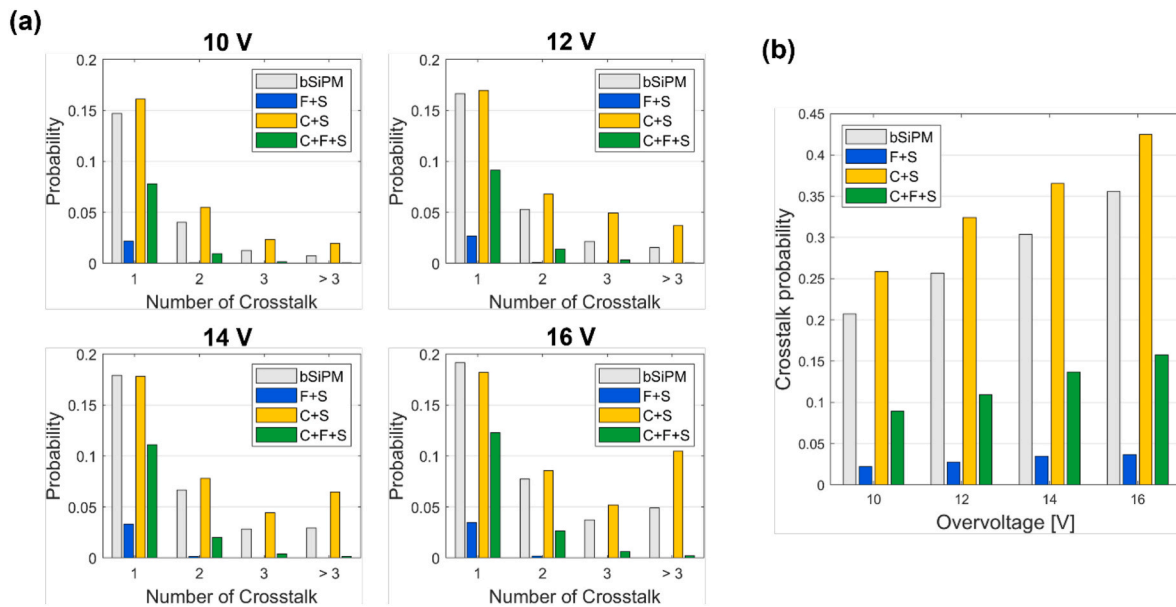 (a)
10 V
0.2
0.15
0.1
0.05
0
Probability
bSiPM
F+S
C+S
C+F+S
1 2 3 > 3
Number of Crosstalk
12 V
0.2
0.15
0.1
0.05
0
Probability
bSiPM
F+S
C+S
C+F+S
1 2 3 > 3
Number of Crosstalk
14 V
0.2
0.15
0.1
0.05
0
Probability
bSiPM
F+S
C+S
C+F+S
1 2 3 > 3
Number of Crosstalk
16 V
0.2
0.15
0.1
0.05
0
Probability
bSiPM
F+S
C+S
C+F+S
1 2 3 > 3
Number of Crosstalk
(b)
0.45
0.4
0.35
0.3
0.25
0.2
0.15
0.1
0.05
0
Crosstalk probability
bSiPM
F+S
C+S
C+F+S
10 12 14 16
Overvoltage [V]